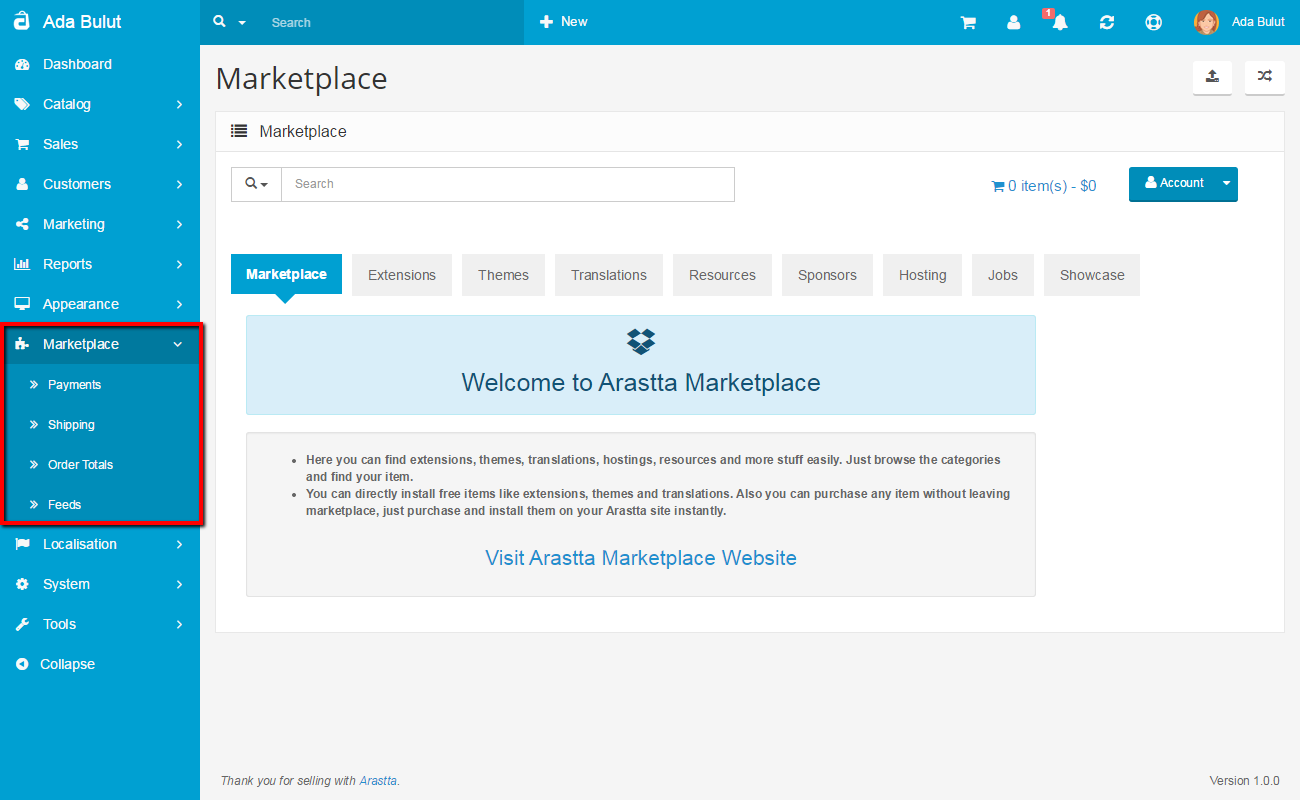 Ada Bulut
Search
New
1
Ada Bulut
Dashboard
Catalog
Sales
Customers
Marketing
Reports
Appearance
Marketplace
Payments
Shipping
Order Totals
Feeds
Localisation
System
Tools
Collapse
Marketplace
Marketplace
Search
0 item(s) - $0
Account
Marketplace
Extensions
Themes
Translations
Resources
Sponsors
Hosting
Jobs
Showcase
Welcome to Arastta Marketplace
• Here you can find extensions, themes, translations, hostings, resources and more stuff easily. Just browse the categories
and find your item.
• You can directly install free items like extensions, themes and translations. Also you can purchase any item without leaving
marketplace, just purchase and install them on your Arastta site instantly.
Visit Arastta Marketplace Website
Thank you for selling with Arastta.
Version 1.0.0